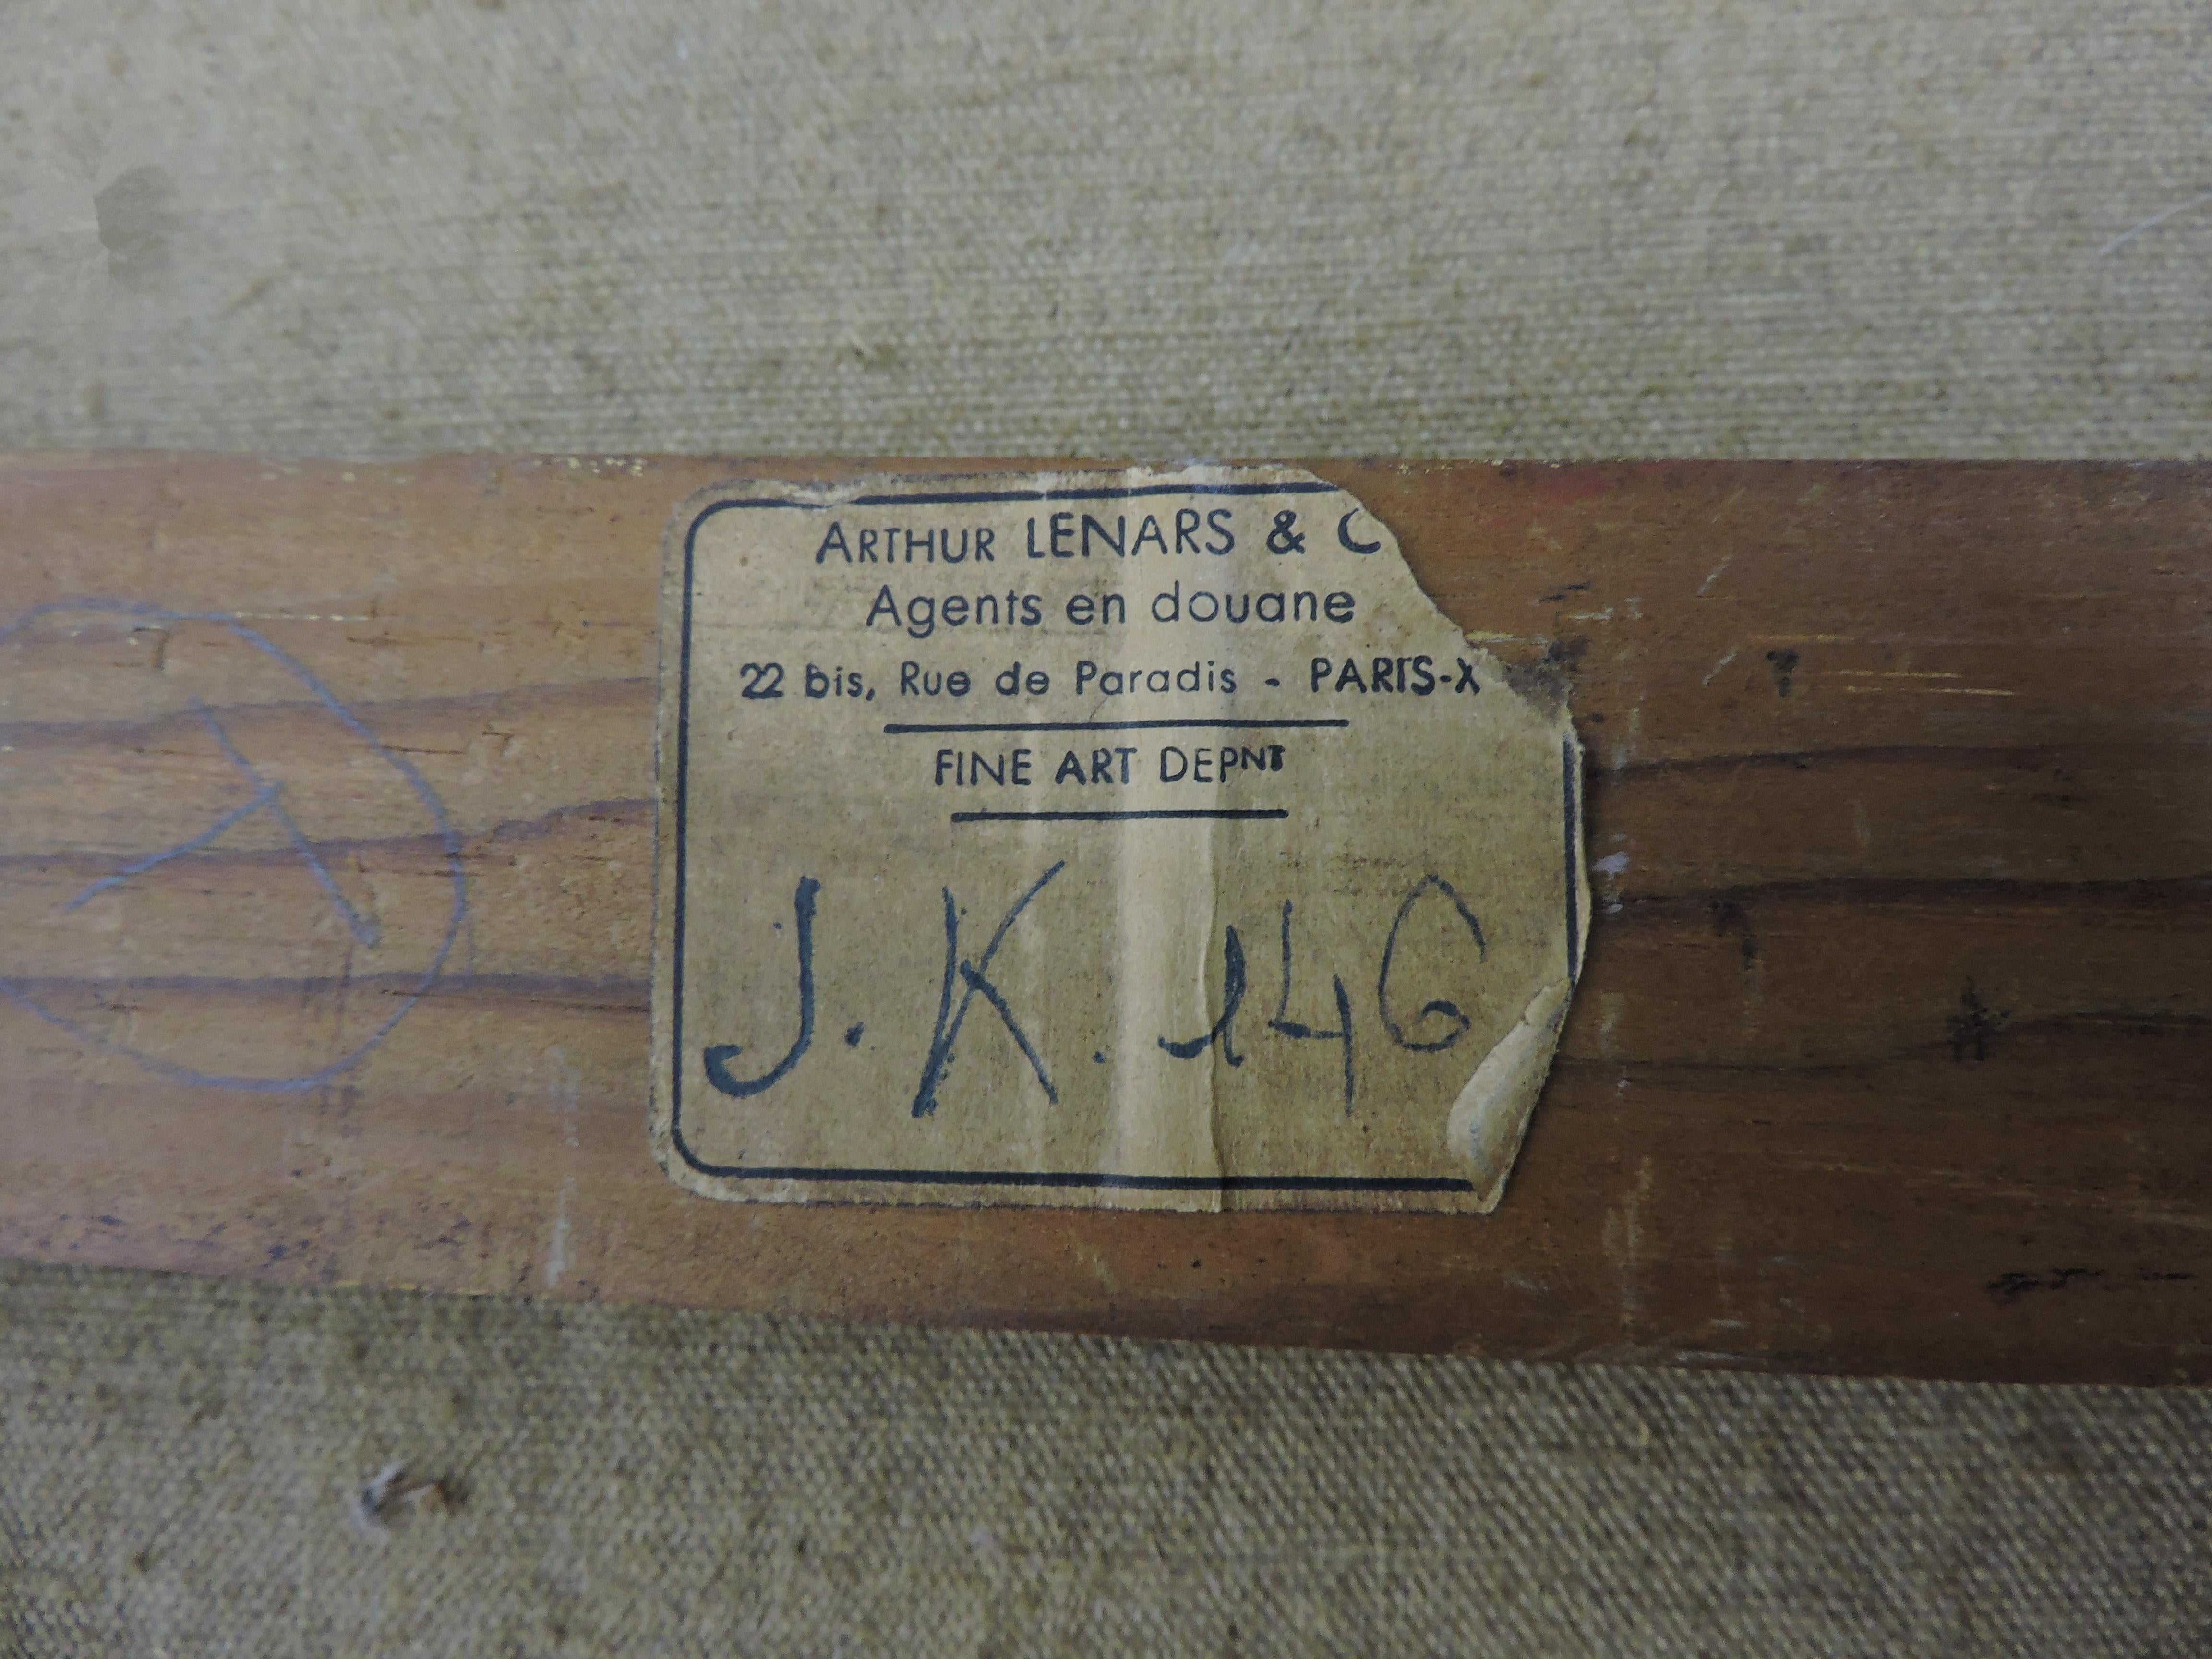 ARTHUR LENARS & C
Agents en douane
22 bis, Rue de Paradis - PARIS-X
FINE ART DEPNT
J.K.146
T